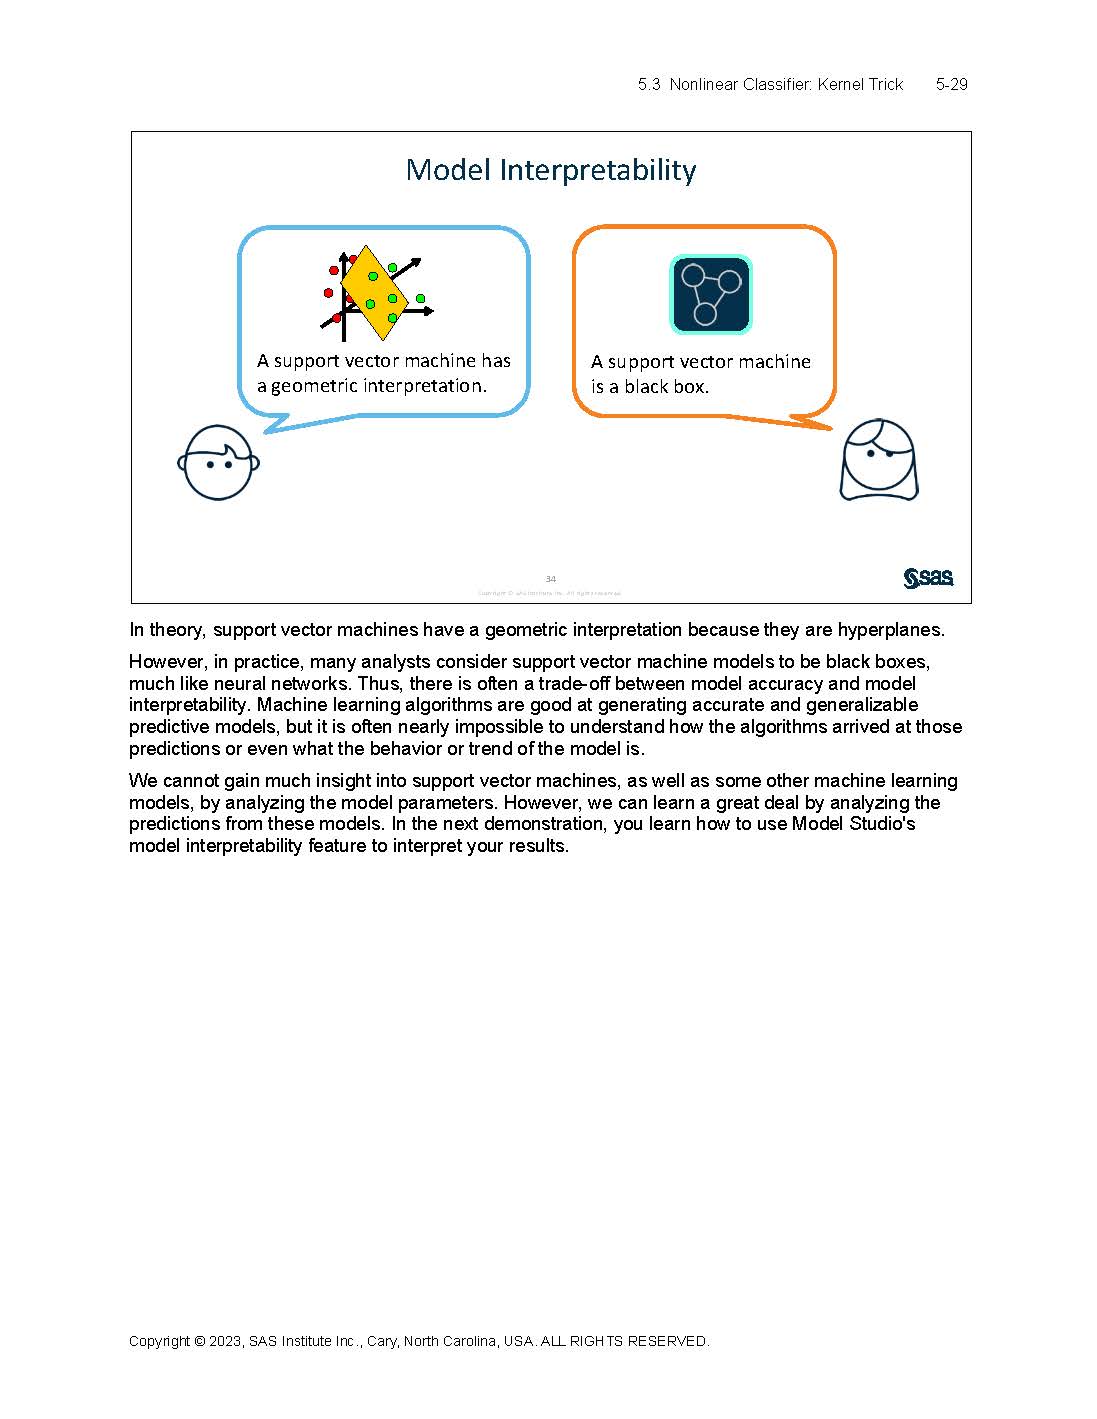 5.3 Nonlinear Classifier: Kernel Trick 5-29
Model Interpretability
A support vector machine has
a geometric interpretation.
A support vector machine
is a black box.
34
Copyright © SAS Institute Inc. All rights reserved.
sas
In theory, support vector machines have a geometric interpretation because they are hyperplanes.
However, in practice, many analysts consider support vector machine models to be black boxes,
much like neural networks. Thus, there is often a trade-off between model accuracy and model
interpretability. Machine learning algorithms are good at generating accurate and generalizable
predictive models, but it is often nearly impossible to understand how the algorithms arrived at those
predictions or even what the behavior or trend of the model is.
We cannot gain much insight into support vector machines, as well as some other machine learning
models, by analyzing the model parameters. However, we can learn a great deal by analyzing the
predictions from these models. In the next demonstration, you learn how to use Model Studio's
model interpretability feature to interpret your results.
Copyright © 2023, SAS Institute Inc., Cary, North Carolina, USA. ALL RIGHTS RESERVED.